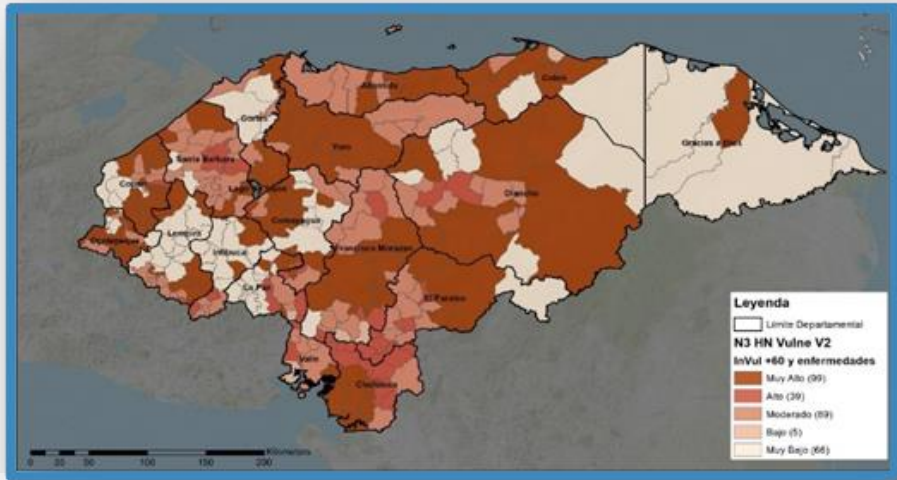 Colón
Atlántida
Cortés
Gracias a Dios
Yoro
Santa Bárbara
Copán
Olancho
Comayagua
Ocotepeque
Lempira
Intibucá
Francisco Morazán
La Paz
El Paraíso
Valle
Choluteca
Leyenda
Límite Departamental
N3 HN Vulne V2
InVul +60 y enfermedades
Muy Alto (99)
Alto (39)
Moderado (89)
Bajo (5)
Muy Bajo (66)
Kilometers
0 25 50 100 150 200